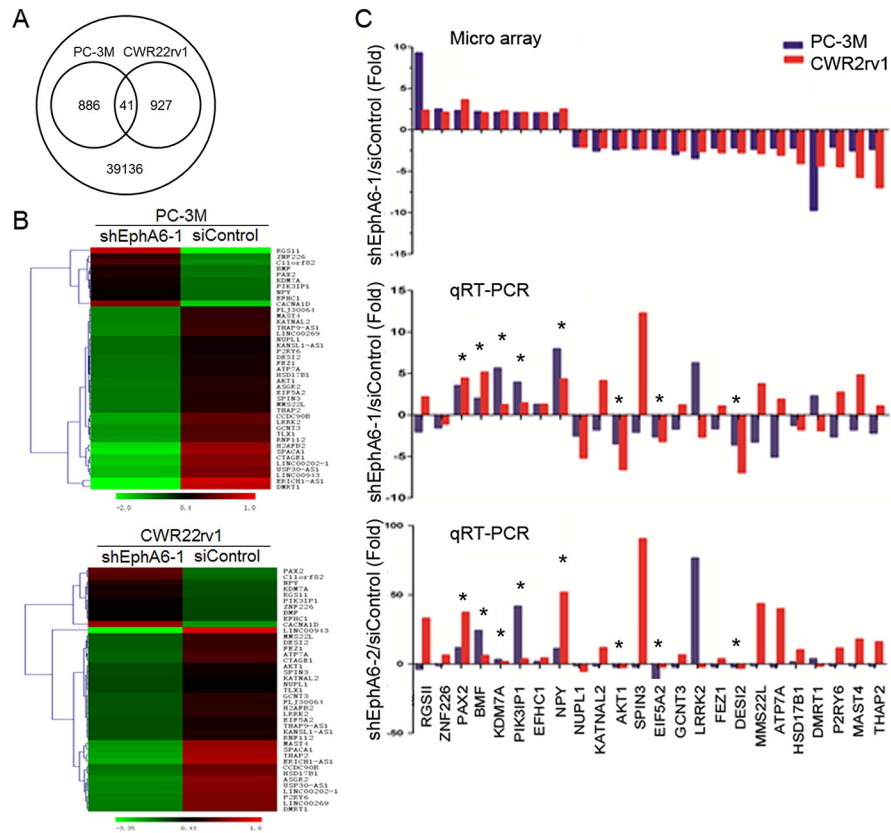 A
PC-3M CWR22rv1
886 41 927
39136
B
PC-3M
shEphA6-1 siControl
RGS11
ZNF226
C11orf82
BMF
PAX2
KDM7A
PIK3IP1
NPY
EFHC1
CACNA1D
FLJ30064
MAST4
KATNAL2
THAP9-AS1
LINC00269
NUPL1
KANSL1-AS1
P2RY6
DESI2
FEZ1
ATP7A
HSD17B1
AKT1
ASGR2
EIF5A2
SPIN3
MMS22L
THAP2
CCDC90B
LRRK2
GCNT3
TLX1
RNF112
H2AFB2
SPACA1
CTAGE1
LINC00202-1
USP30-AS1
LINC00943
ERICH1-AS1
DMRT1
-2.0 0.4 1.0
CWR22rv1
shEphA6-1 siControl
PAX2
C11orf82
NPY
KDM7A
RGS11
PIK3IP1
ZNF226
BMF
EFHC1
CACNA1D
LINC00943
MMS22L
DESI2
FEZ1
ATP7A
CTAGE1
AKT1
SPIN3
KATNAL2
NUPL1
TLX1
GCNT3
FLJ30064
H2AFB2
LRRK2
EIF5A2
THAP9-AS1
KANSL1-AS1
RNF112
MAST4
SPACA1
THAP2
ERICH1-AS1
CCDC90B
HSD17B1
ASGR2
USP30-AS1
LINC00202-1
P2RY6
LINC00269
DMRT1
-3.35 0.4 1.0
C
Micro array
PC-3M
CWR2rv1
shEphA6-1/siControl (Fold)
10
5
0
-5
-10
-15
qRT-PCR
shEphA6-1/siControl (Fold)
15
10
5
0
-5
-10
* * * * * * * *
qRT-PCR
shEphA6-2/siControl (Fold)
100
50
0
-50
* * * * * * * *
RGSII
ZNF226
PAX2
BMF
KDM7A
PIK3IP1
EFHC1
NPY
NUPL1
KATNAL2
AKT1
SPIN3
EIF5A2
GCNT3
LRRK2
FEZ1
DESI2
MMS22L
ATP7A
HSD17B1
DMRT1
P2RY6
MAST4
THAP2